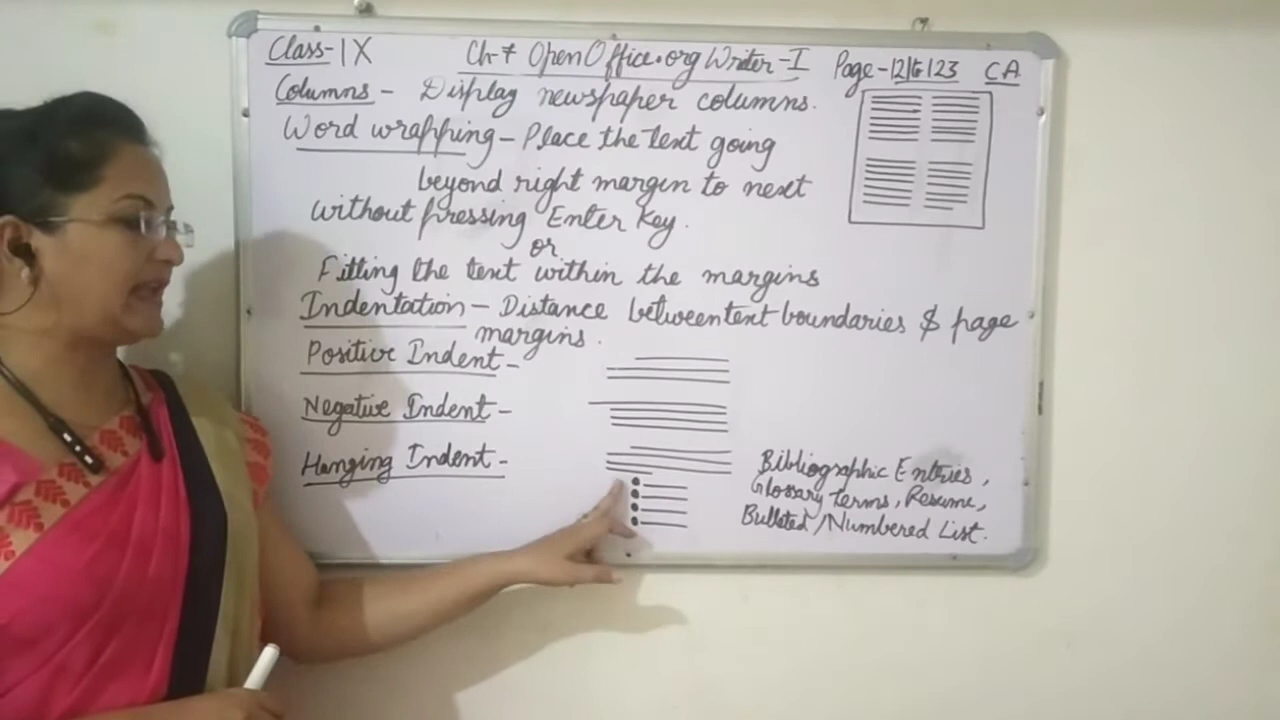 Class-IX Ch-7 OpenOffice.org Writer-I Page-121to123 CA
Columns - Display newspaper columns.
Word wrapping - Place the text going
beyond right margin to next
without pressing Enter Key.
or
Fitting the text within the margins
Indentation - Distance between text boundaries & page
margins.
Positive Indent -
Negative Indent -
Hanging Indent -
Bibliographic Entries,
Glossary terms, Resume,
Bulleted/Numbered List.